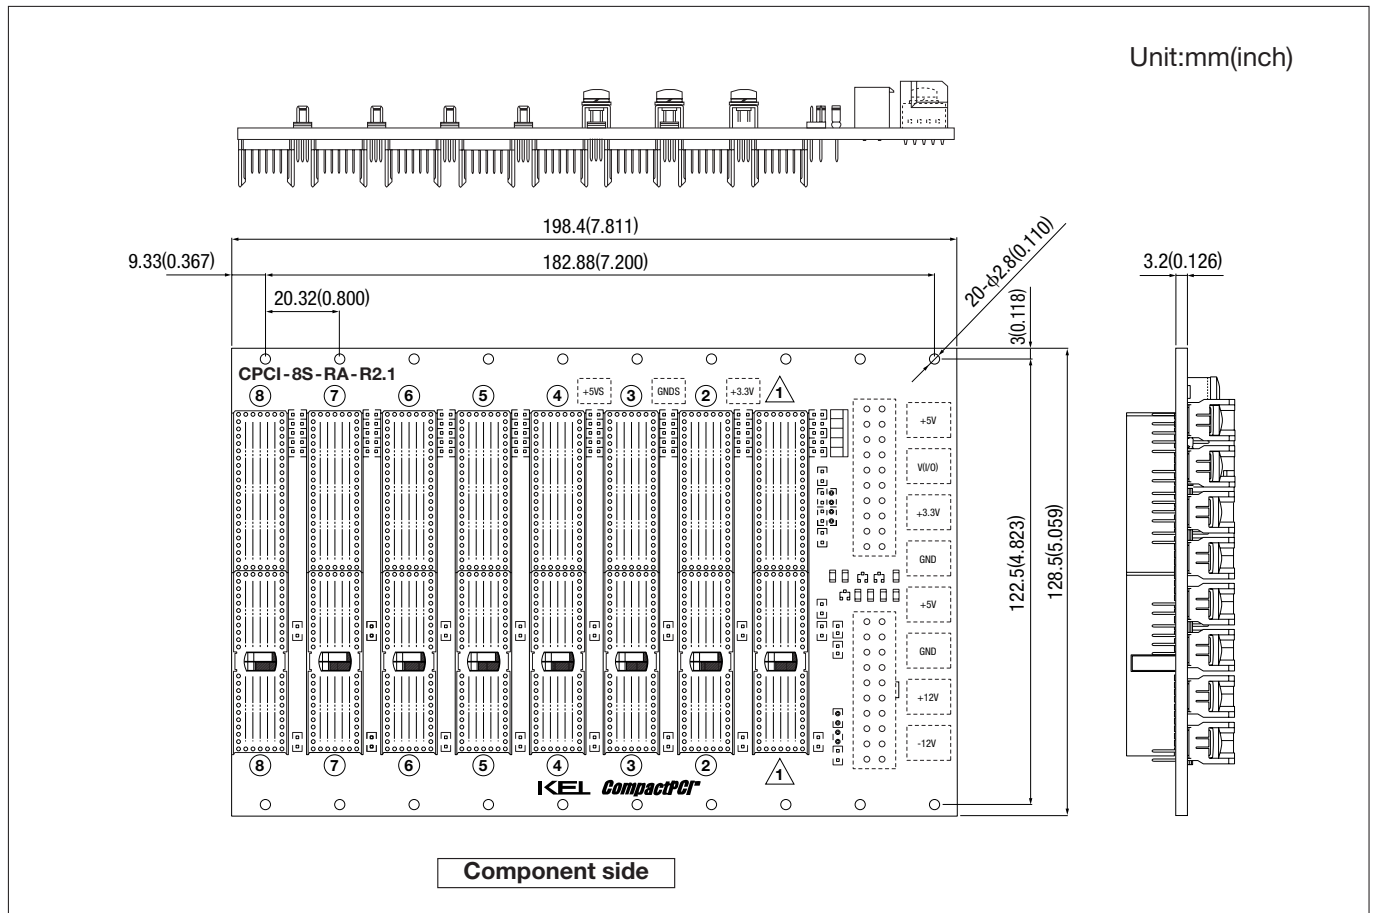 Unit:mm(inch)
198.4(7.811)
9.33(0.367)
182.88(7.200)
20.32(0.800)
20-ϕ2.8(0.110)
3(0.118)
3.2(0.126)
CPCI-8S-RA-R2.1
8 7 6 5 4 +5VS 3 GNDS 2 +3.3V 1
+5V
V(I/O)
+3.3V
GND
+5V
GND
+12V
-12V
122.5(4.823)
128.5(5.059)
8 7 6 5 4 3 2 1
KEL CompactPCI™
Component side